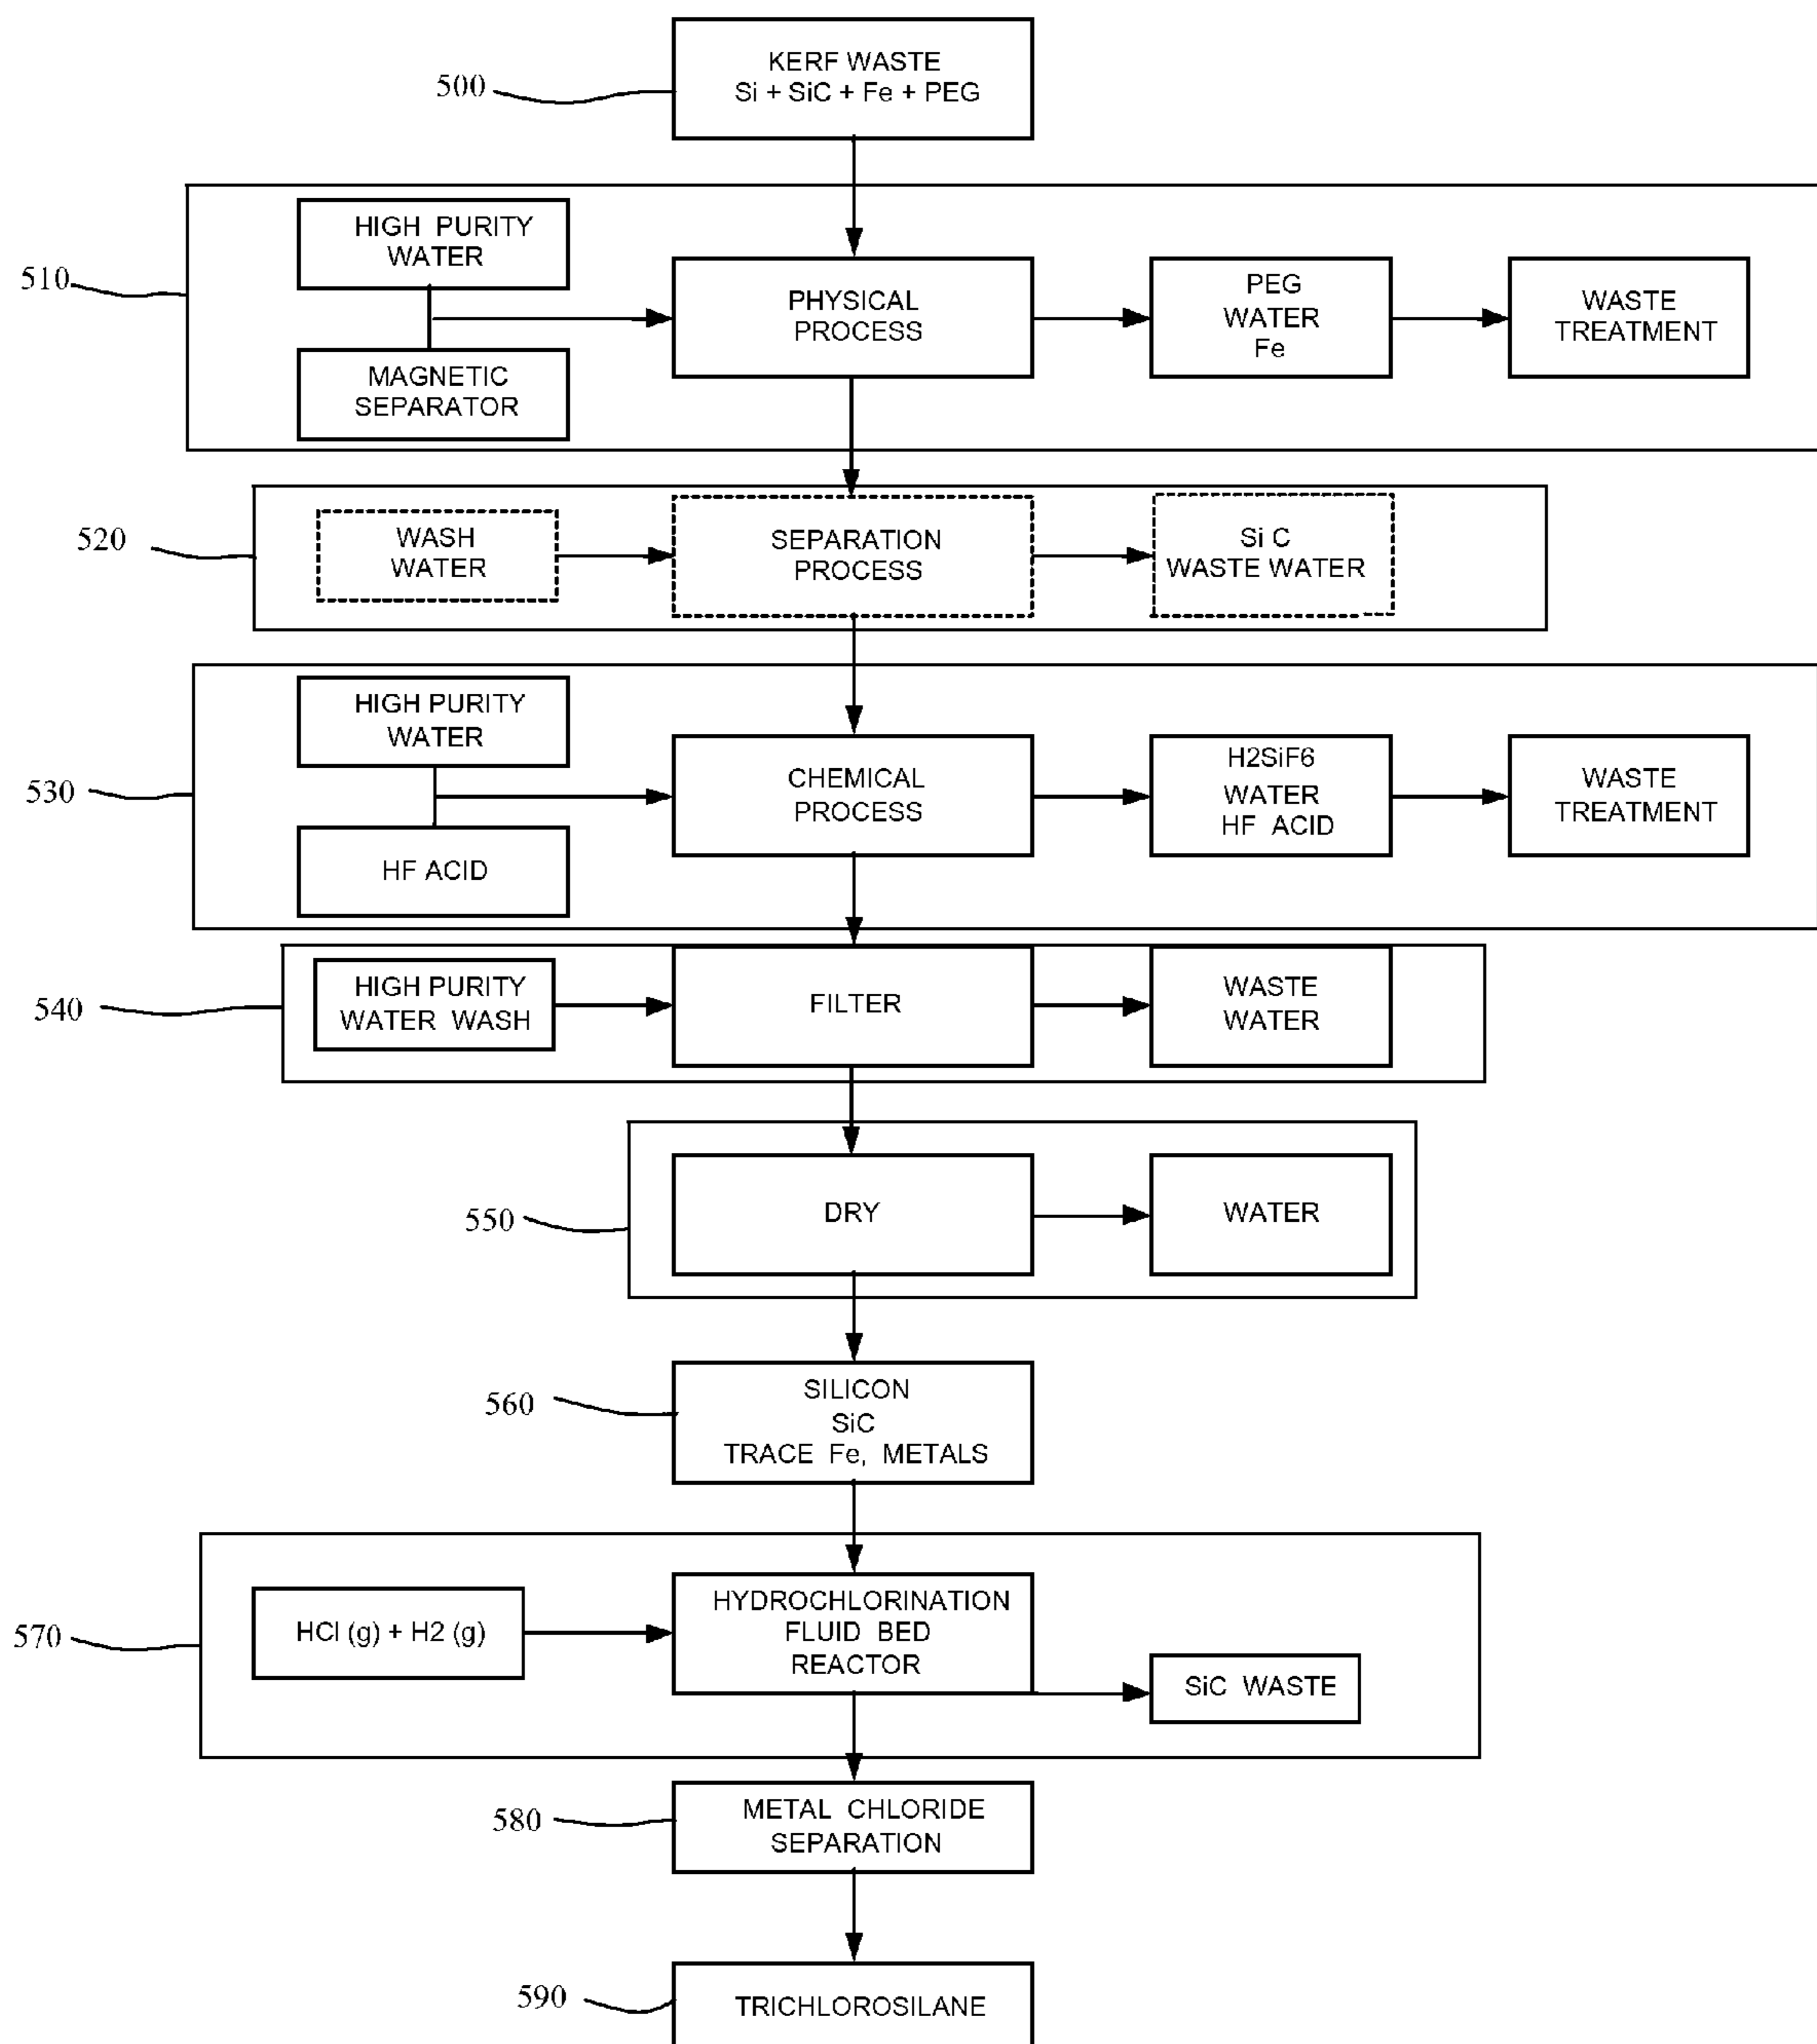 KERF WASTE
Si + SiC + Fe + PEG
500
HIGH PURITY
WATER
510
MAGNETIC
SEPARATOR
PHYSICAL
PROCESS
PEG
WATER
Fe
WASTE
TREATMENT
520
WASH
WATER
SEPARATION
PROCESS
Si C
WASTE WATER
HIGH PURITY
WATER
530
HF ACID
CHEMICAL
PROCESS
H2SiF6
WATER
HF ACID
WASTE
TREATMENT
540
HIGH PURITY
WATER WASH
FILTER
WASTE
WATER
550
DRY
WATER
560
SILICON
SiC
TRACE Fe, METALS
570
HCl (g) + H2 (g)
HYDROCHLORINATION
FLUID BED
REACTOR
SiC WASTE
580
METAL CHLORIDE
SEPARATION
590
TRICHLOROSILANE